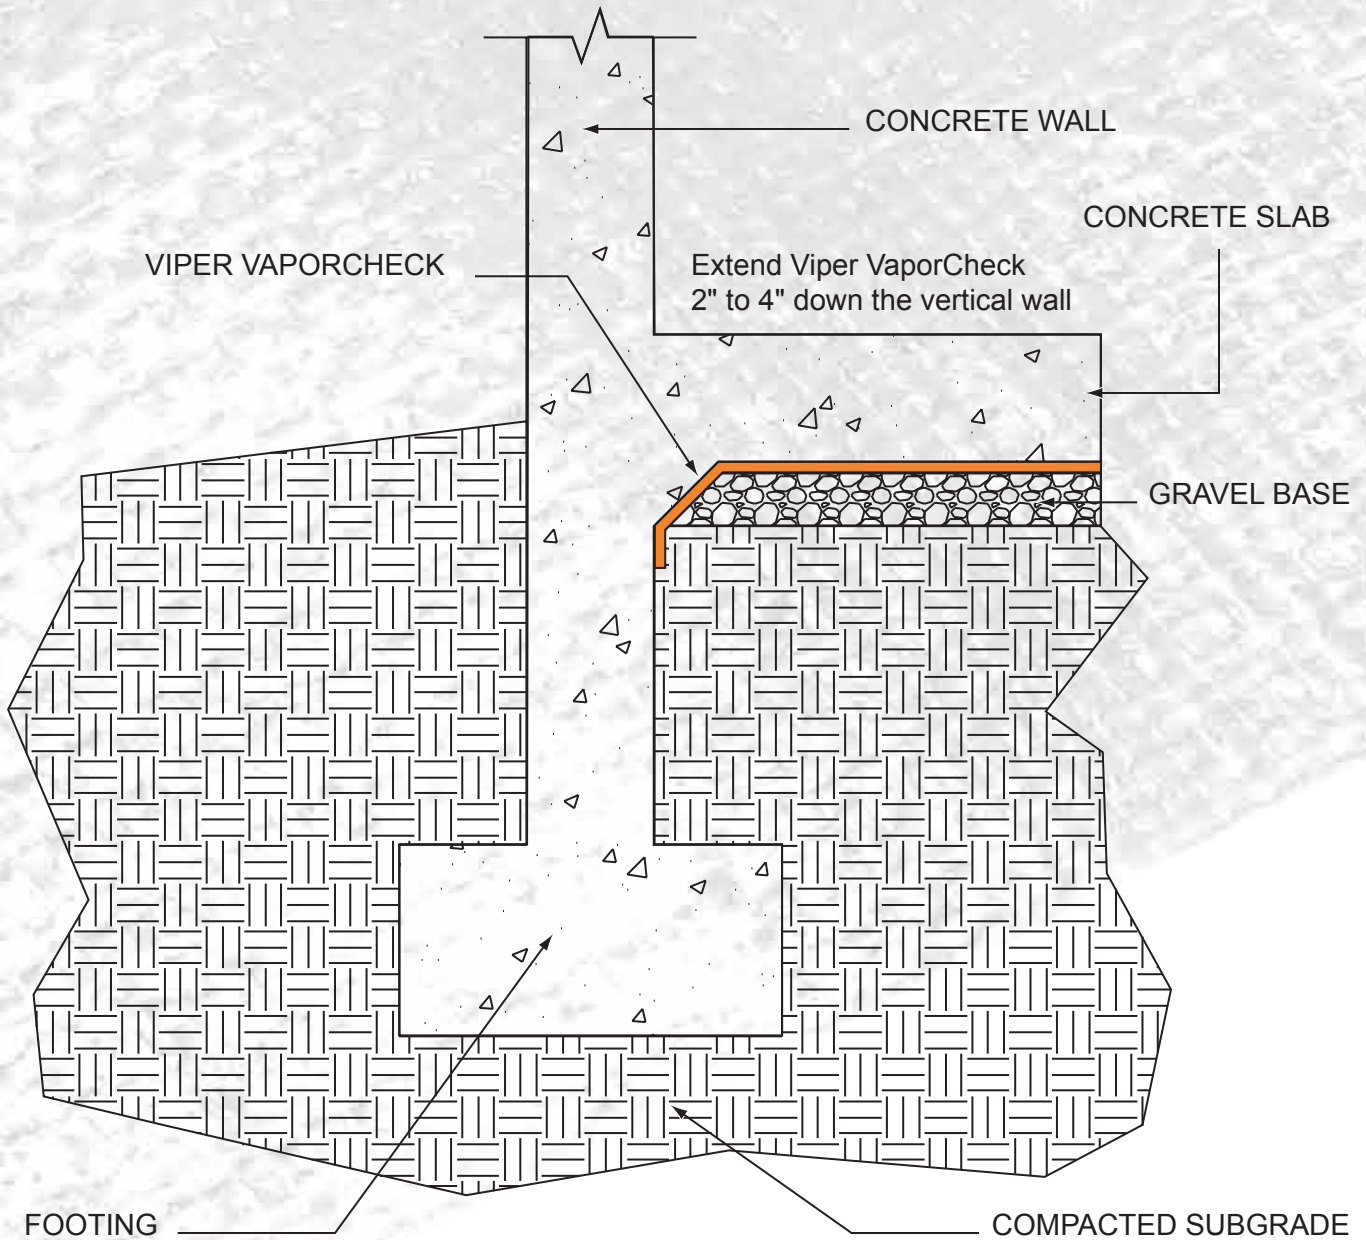 CONCRETE WALL
CONCRETE SLAB
VIPER VAPORCHECK
Extend Viper VaporCheck
2" to 4" down the vertical wall
GRAVEL BASE
FOOTING
COMPACTED SUBGRADE